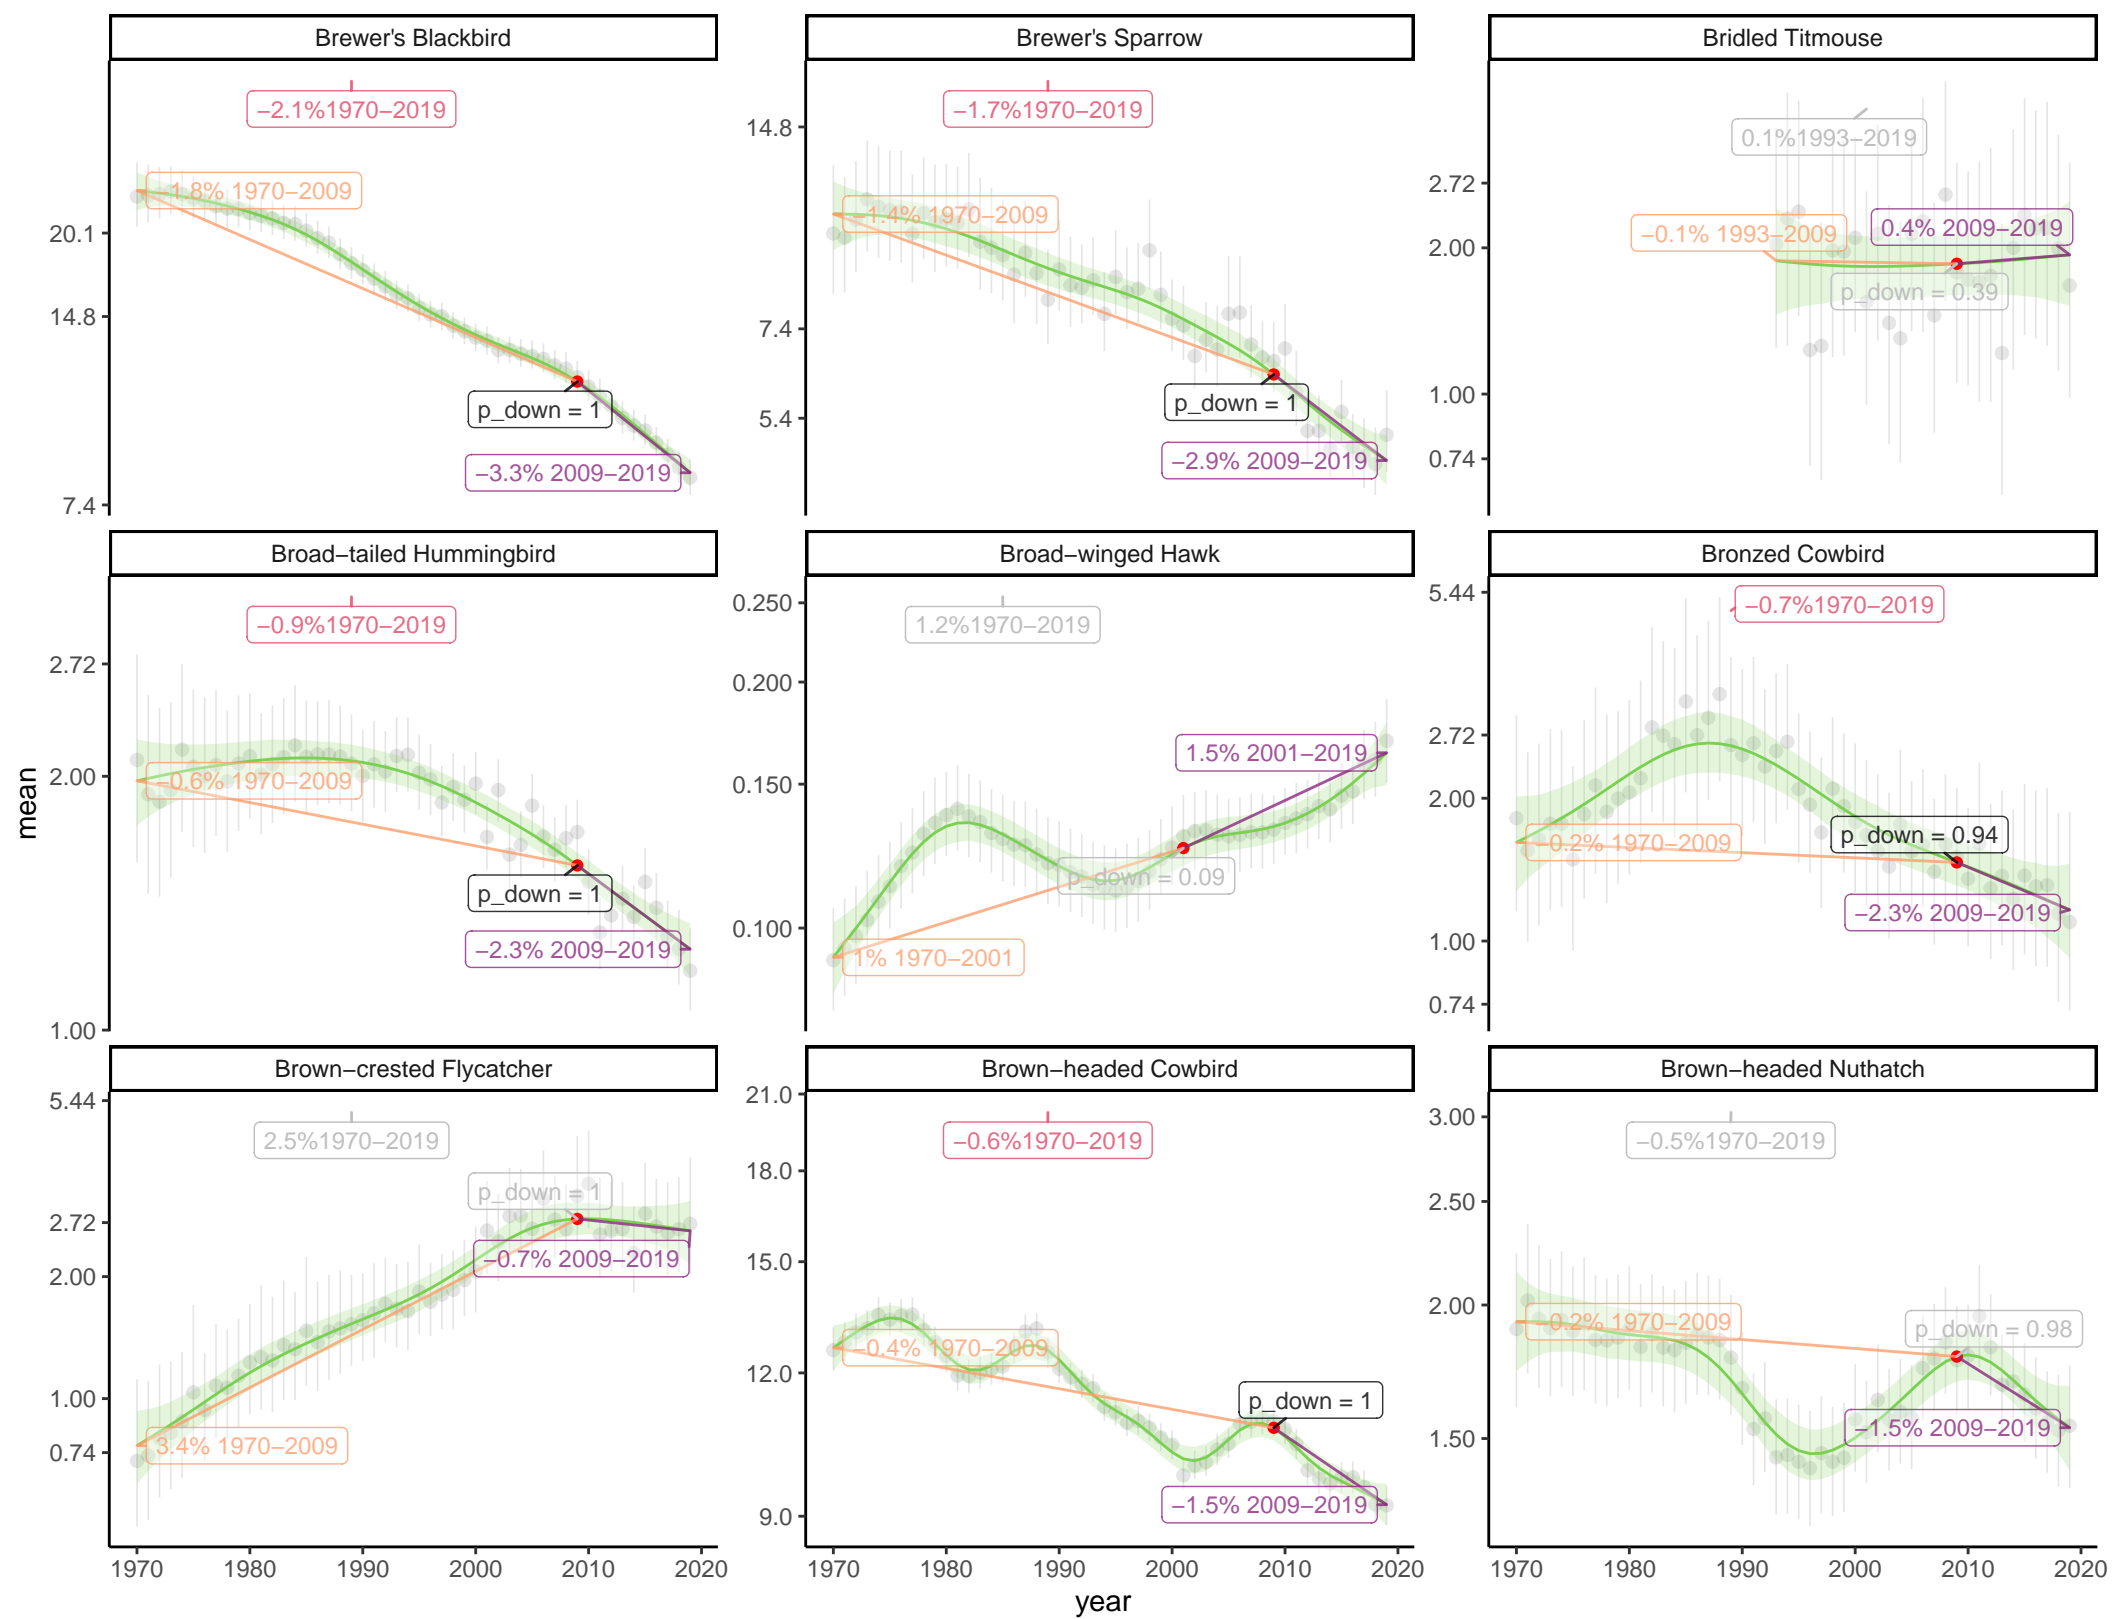 Brewer's Blackbird
−2.1%1970−2019
−1.8% 1970−2009
p_down = 1
−3.3% 2009−2019
20.1
14.8
7.4
Brewer's Sparrow
−1.7%1970−2019
−1.4% 1970−2009
p_down = 1
−2.9% 2009−2019
14.8
7.4
5.4
Bridled Titmouse
0.1%1993−2019
−0.1% 1993−2009
0.4% 2009−2019
p_down = 0.39
2.72
2.00
1.00
0.74
Broad−tailed Hummingbird
−0.9%1970−2019
−0.6% 1970−2009
p_down = 1
−2.3% 2009−2019
2.72
2.00
1.00
Broad−winged Hawk
1.2%1970−2019
1.5% 2001−2019
p_down = 0.09
1% 1970−2001
0.250
0.200
0.150
0.100
Bronzed Cowbird
−0.7%1970−2019
p_down = 0.94
−0.2% 1970−2009
−2.3% 2009−2019
5.44
2.72
2.00
1.00
0.74
Brown−crested Flycatcher
2.5%1970−2019
p_down = 1
−0.7% 2009−2019
3.4% 1970−2009
5.44
2.72
2.00
1.00
0.74
1970 1980 1990 2000 2010 2020
Brown−headed Cowbird
−0.6%1970−2019
−0.4% 1970−2009
p_down = 1
−1.5% 2009−2019
21.0
18.0
15.0
12.0
9.0
1970 1980 1990 2000 2010 2020
Brown−headed Nuthatch
−0.5%1970−2019
−0.2% 1970−2009
p_down = 0.98
−1.5% 2009−2019
3.00
2.50
2.00
1.50
1970 1980 1990 2000 2010 2020
mean
year